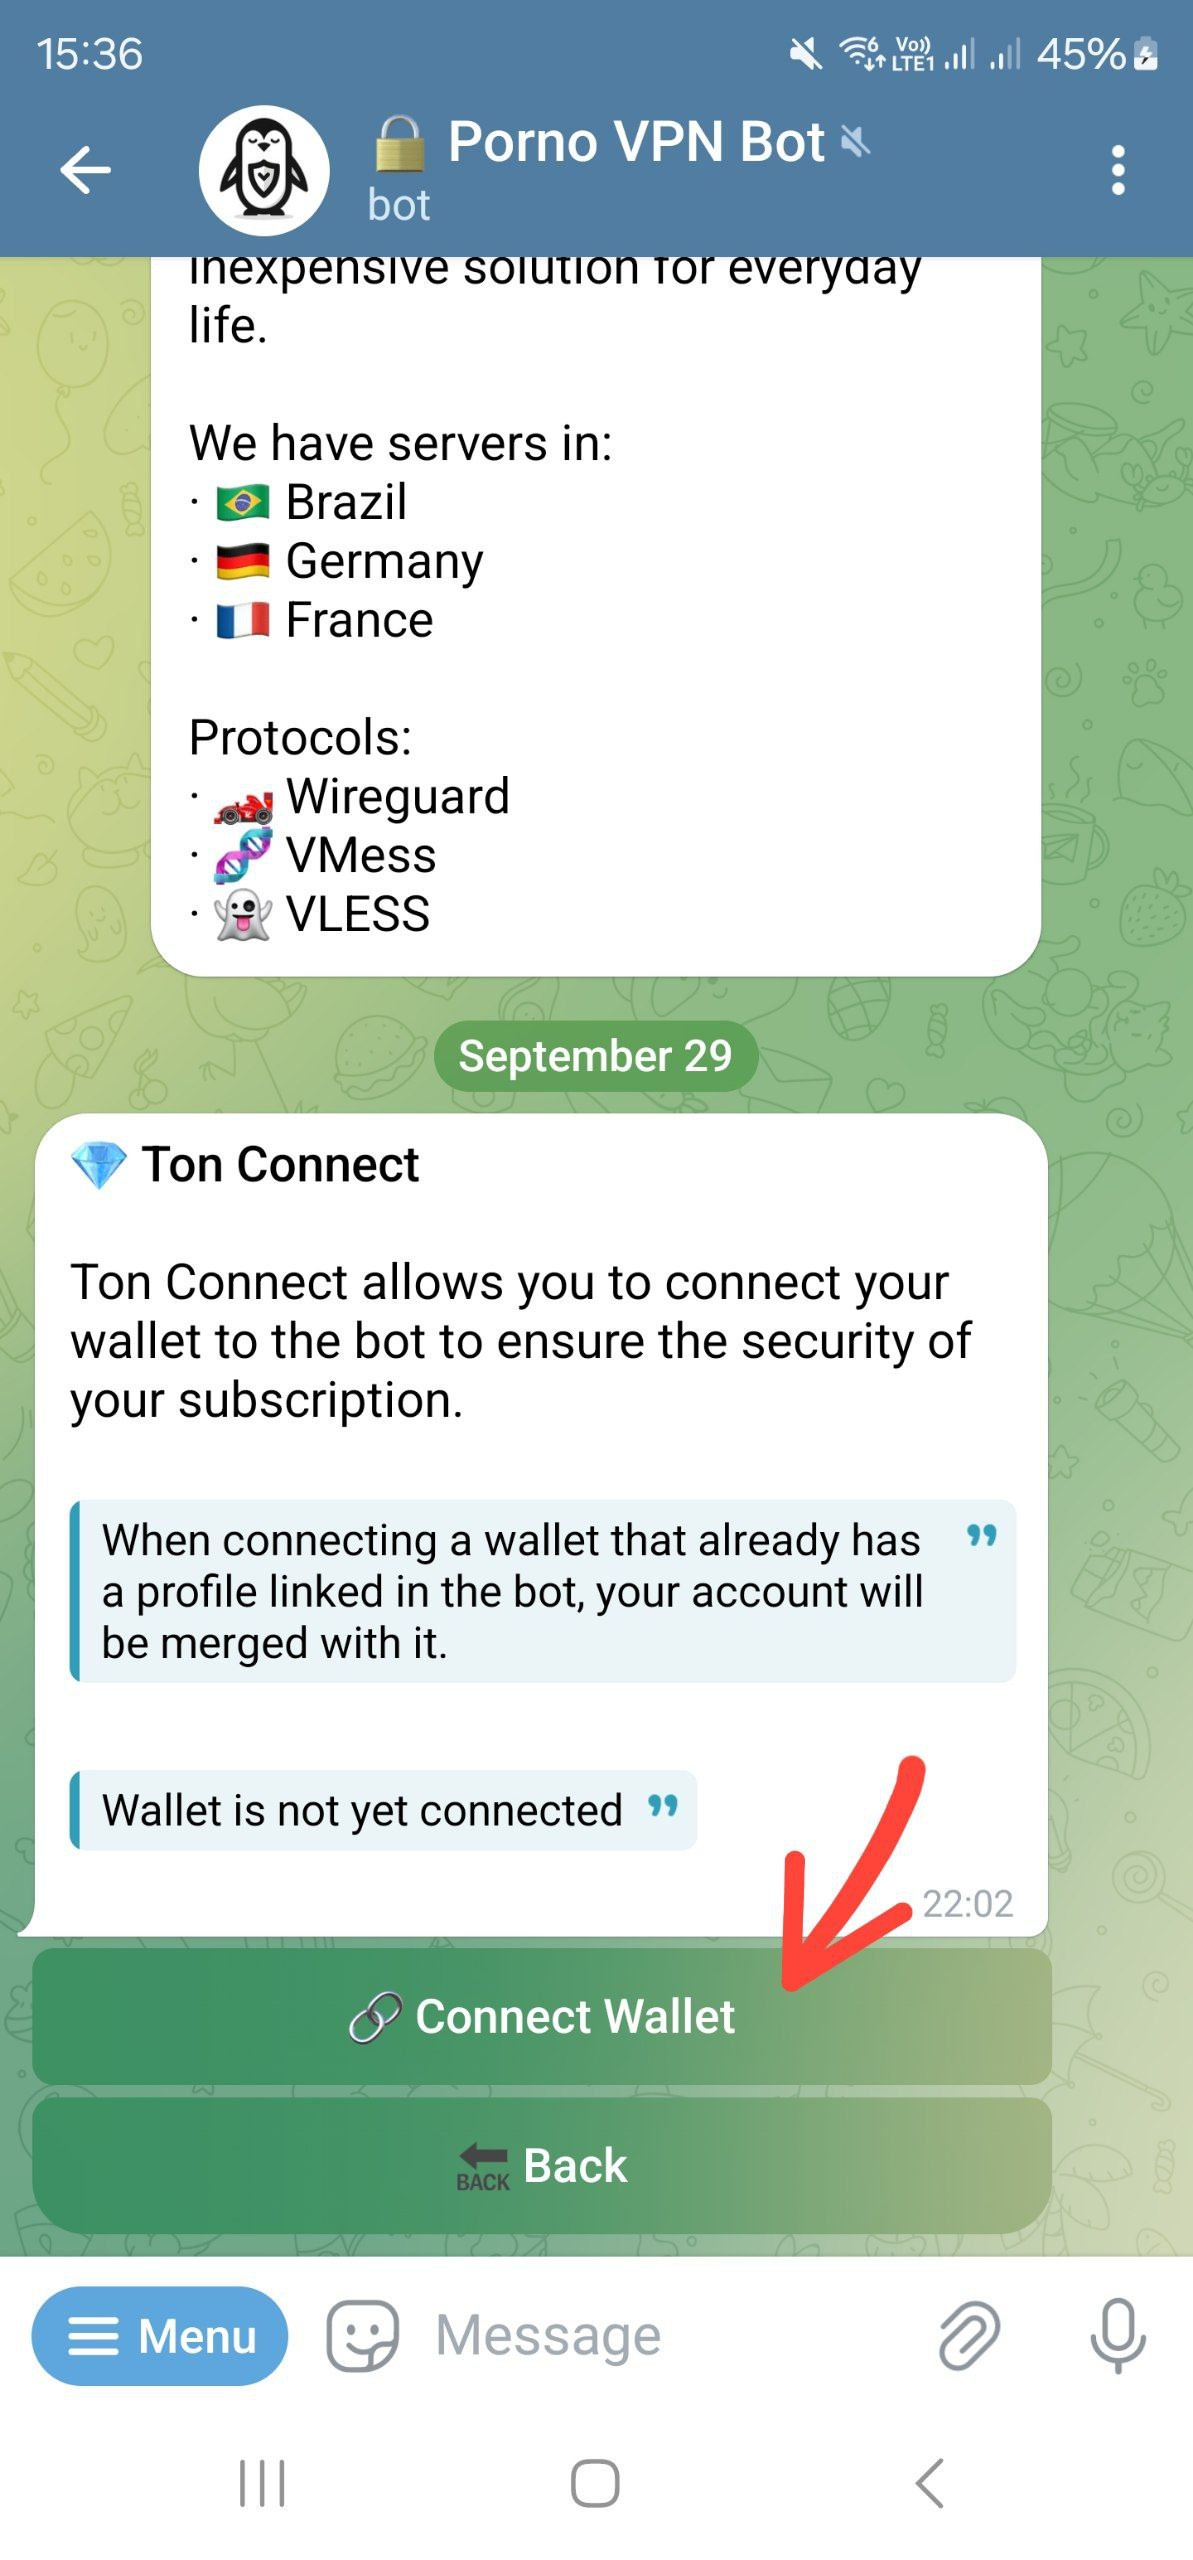 15:36
6 Vo)) LTE1 45%
🔒 Porno VPN Bot
bot
inexpensive solution for everyday
life.
We have servers in:
· 🇧🇷 Brazil
· 🇩🇪 Germany
· 🇫🇷 France
Protocols:
· 🏎 Wireguard
· 🧬 VMess
· 👻 VLESS
September 29
💎 Ton Connect
Ton Connect allows you to connect your
wallet to the bot to ensure the security of
your subscription.
When connecting a wallet that already has
a profile linked in the bot, your account will
be merged with it.
Wallet is not yet connected
22:02
🔗 Connect Wallet
🔙 Back
Menu
Message